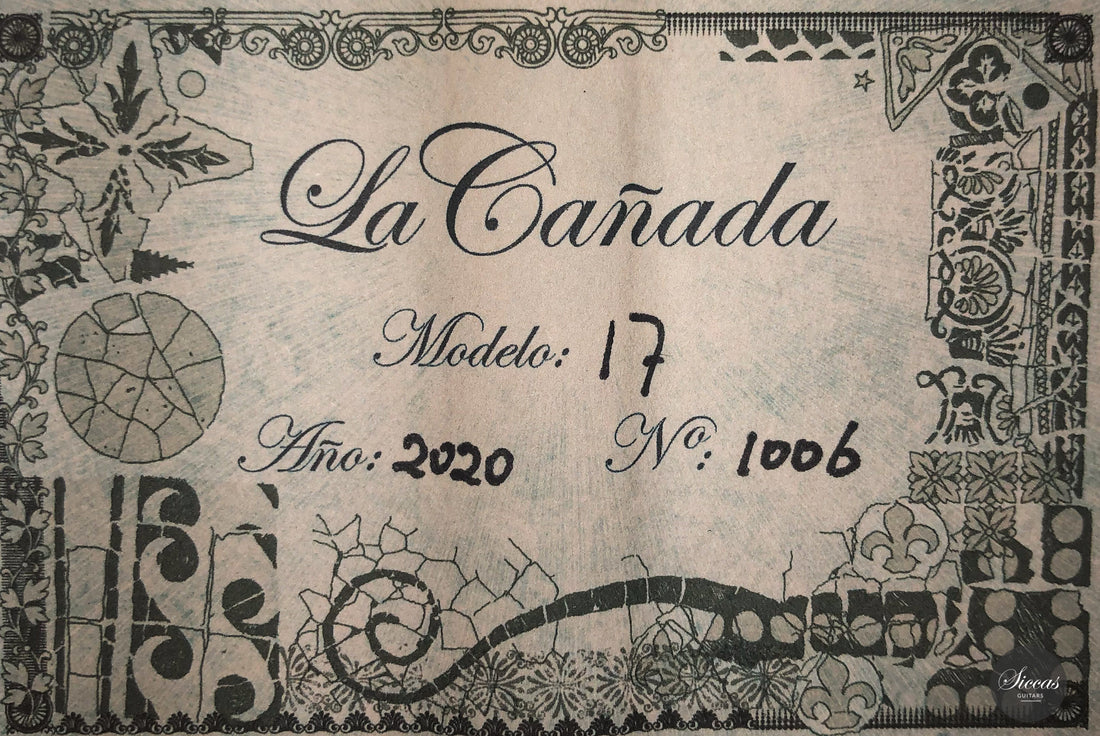 La Cañada
Modelo: 17
Año: 2020 Nº: 1006
Siccas
GUITARS